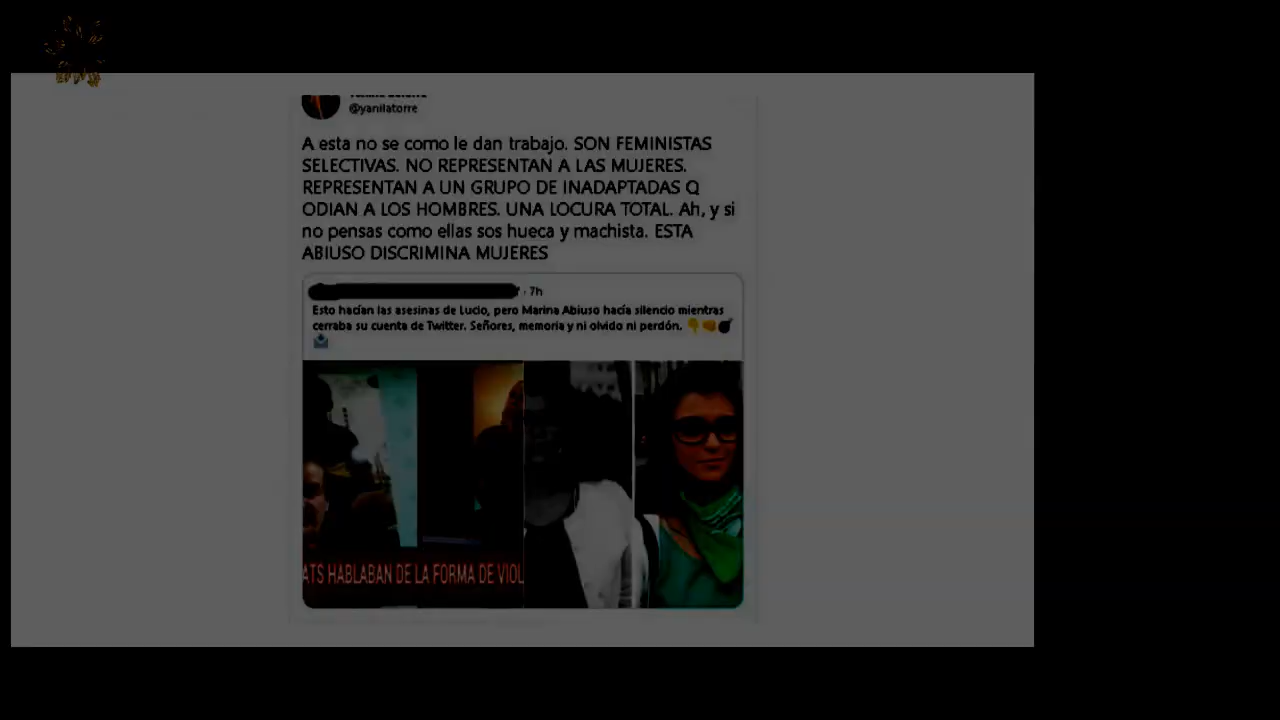 @yanilatorre
A esta no se como le dan trabajo. SON FEMINISTAS
SELECTIVAS. NO REPRESENTAN A LAS MUJERES.
REPRESENTAN A UN GRUPO DE INADAPTADAS Q
ODIAN A LOS HOMBRES. UNA LOCURA TOTAL. Ah, y si
no pensas como ellas sos hueca y machista. ESTA
ABIUSO DISCRIMINA MUJERES
· 7h
Esto hacían las asesinas de Lucio, pero Marina Abiuso hacía silencio mientras
cerraba su cuenta de Twitter. Señores, memoria y ni olvido ni perdón. 👇👊💣
📩
ATS HABLABAN DE LA FORMA DE VIOL